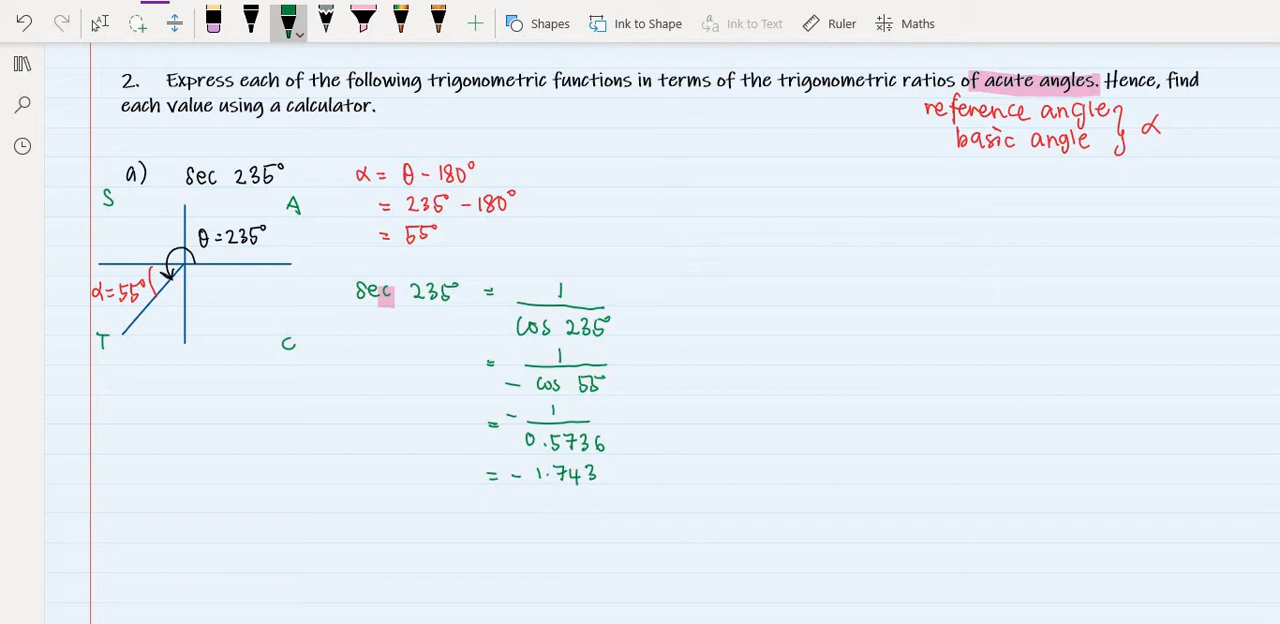 Shapes Ink to Shape Ink to Text Ruler Maths
2. Express each of the following trigonometric functions in terms of the trigonometric ratios of acute angles. Hence, find
each value using a calculator.
reference angle
basic angle } α
a) sec 235°
S A
θ = 235°
α = 55°
T C
α = θ - 180°
= 235° - 180°
= 55°
sec 235° = 1
cos 235°
= 1
- cos 55°
= - 1
0.5736
= - 1.743